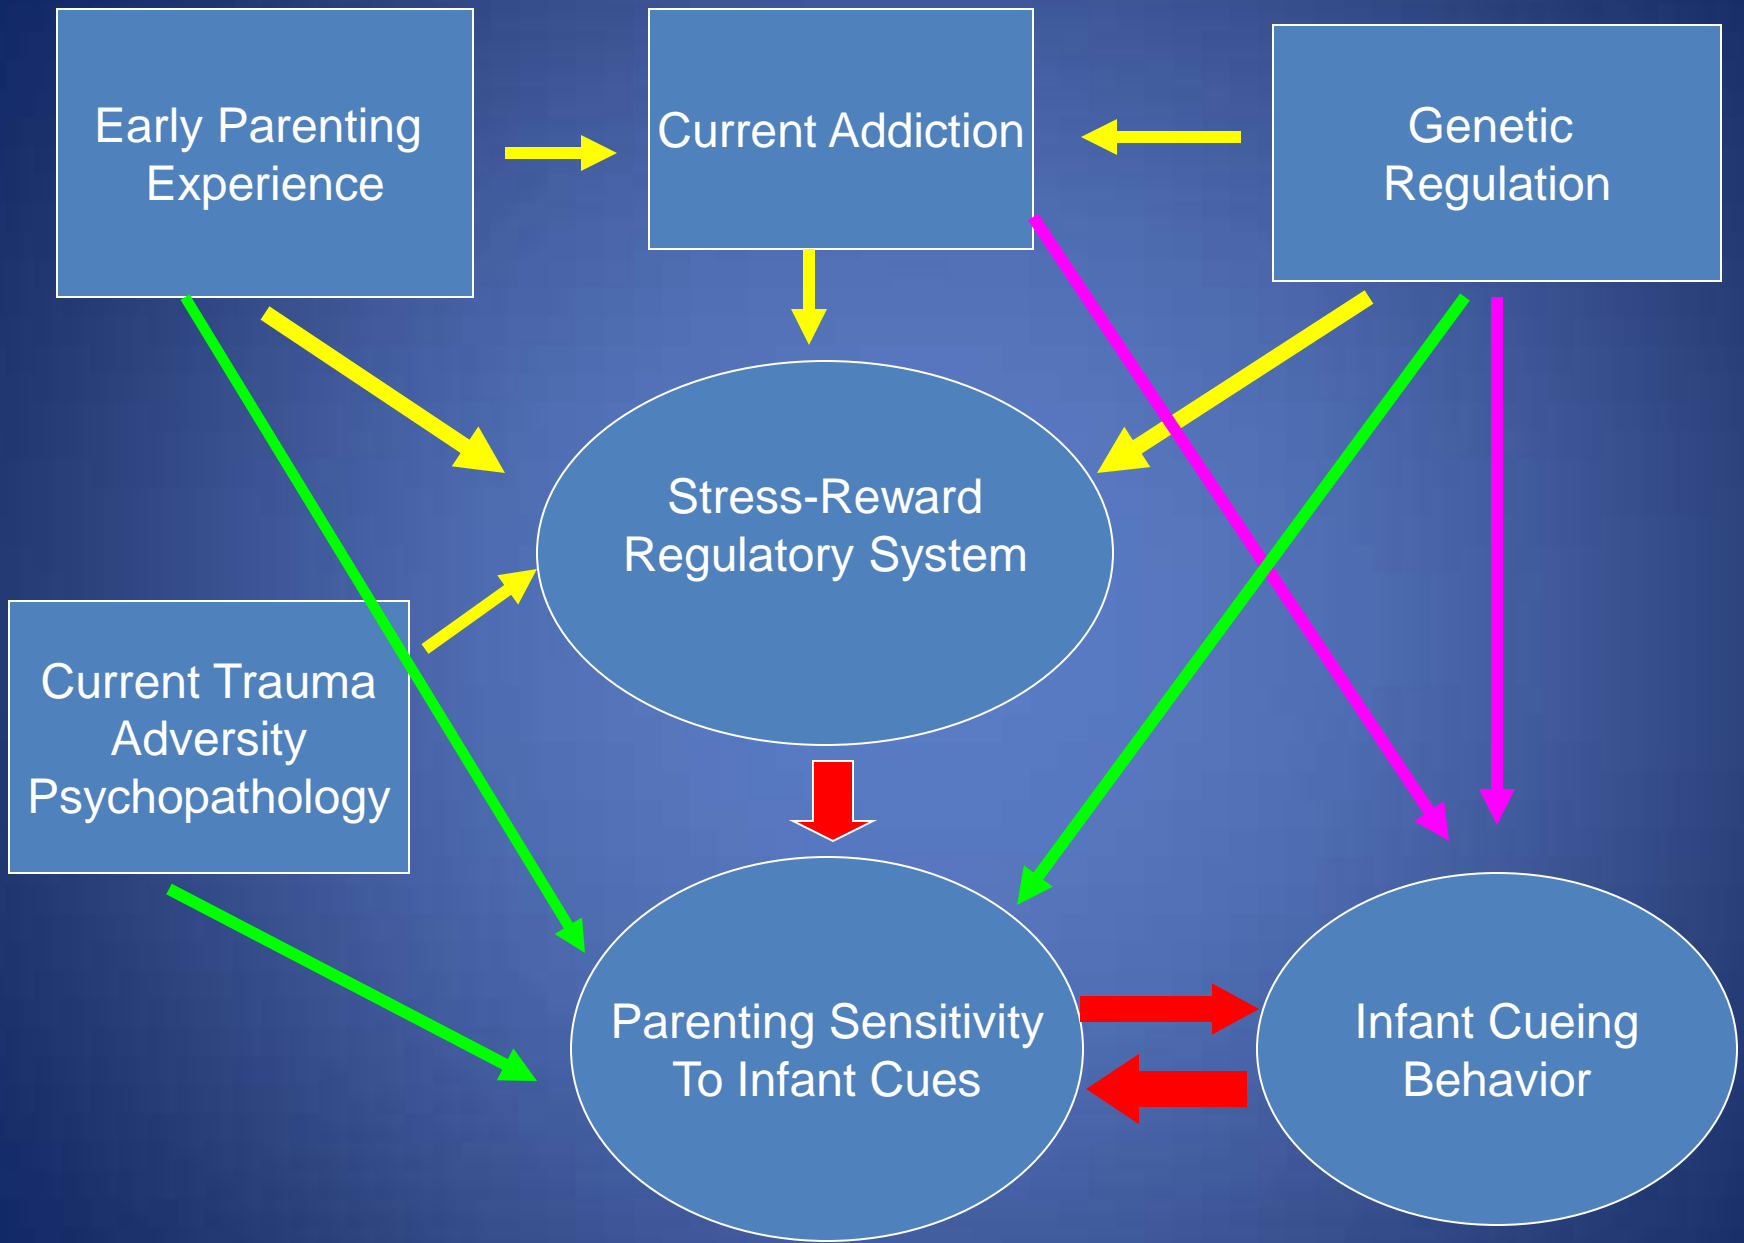 Early Parenting
Experience
Current Addiction
Genetic
Regulation
Stress-Reward
Regulatory System
Current Trauma
Adversity
Psychopathology
Parenting Sensitivity
To Infant Cues
Infant Cueing
Behavior